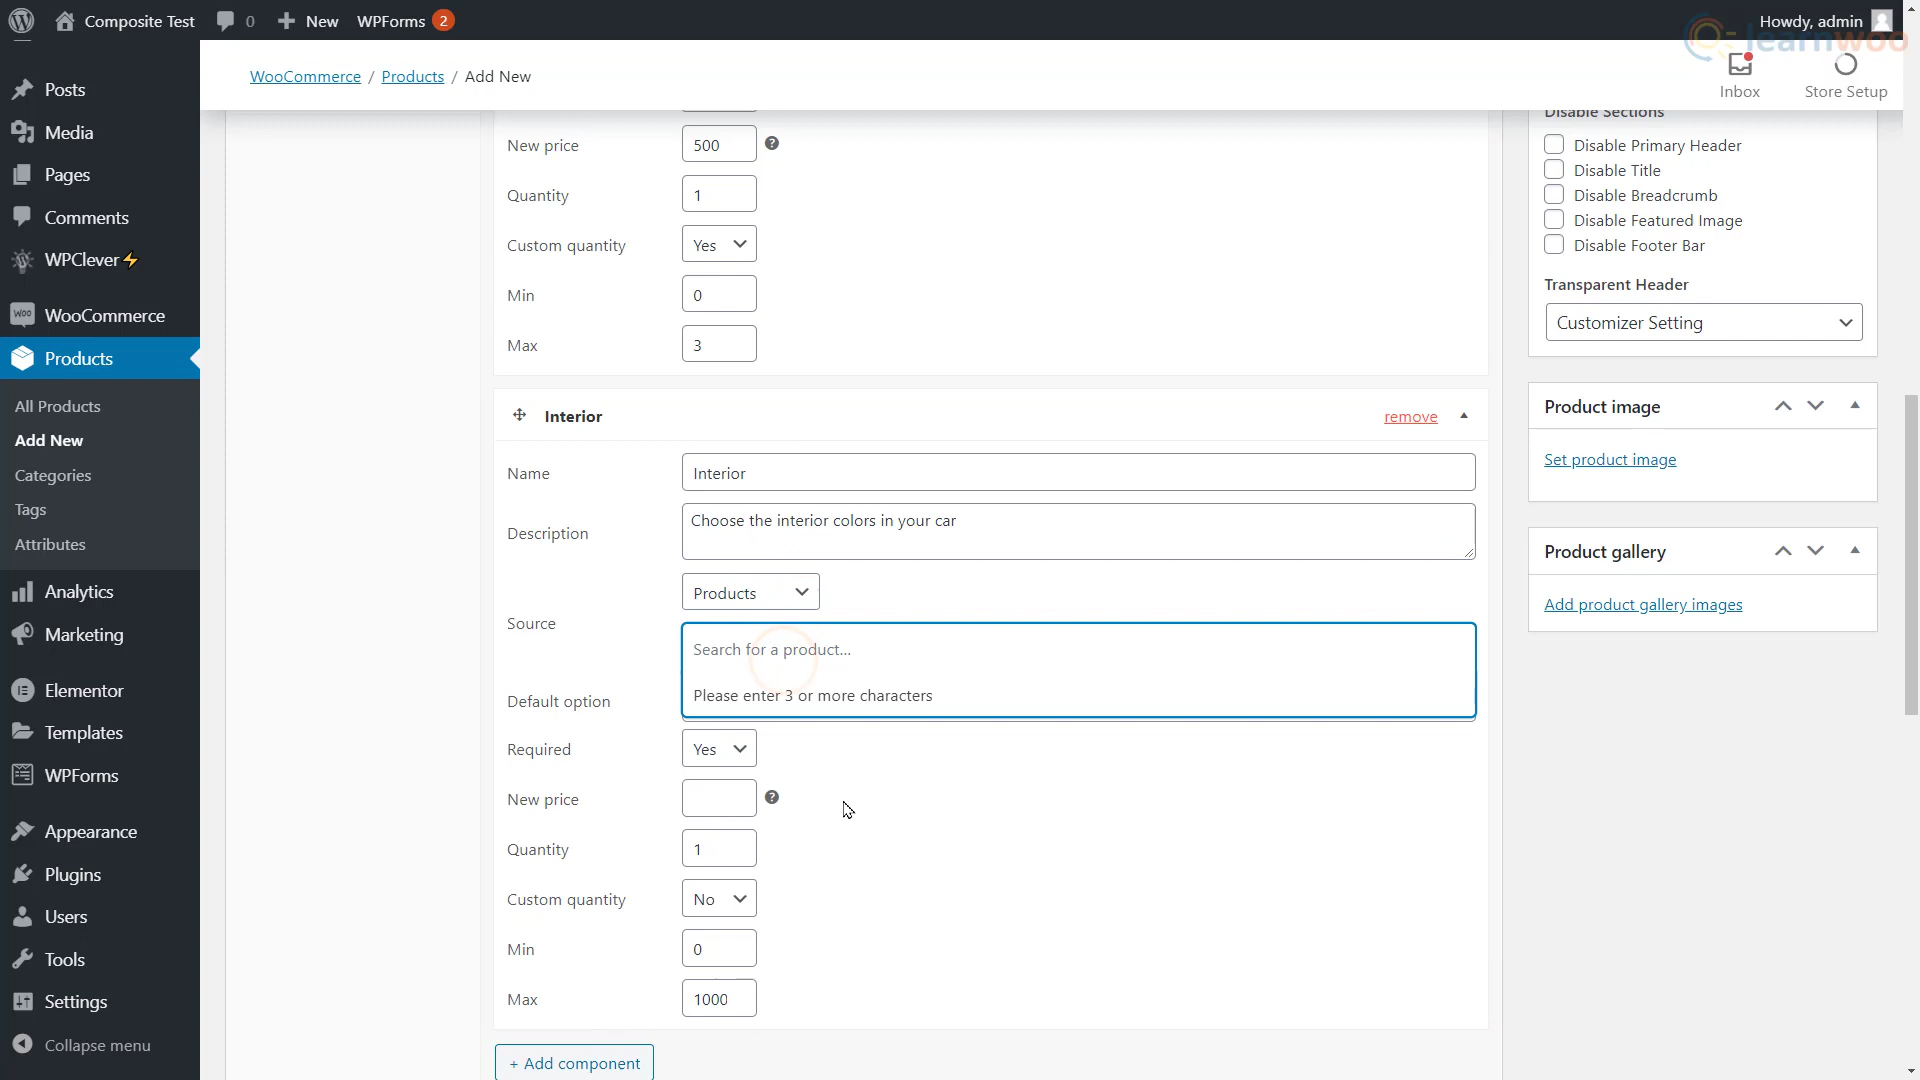 Composite Test
0
New
WPForms
2
Howdy, admin
learnwoo
WooCommerce / Products / Add New
Inbox
Store Setup
Posts
Media
Pages
Comments
WPClever
WooCommerce
Products
All Products
Add New
Categories
Tags
Attributes
Analytics
Marketing
Elementor
Templates
WPForms
Appearance
Plugins
Users
Tools
Settings
Collapse menu
New price
500
Quantity
1
Custom quantity
Yes
Min
0
Max
3
Interior
remove
Name
Interior
Description
Choose the interior colors in your car
Source
Products
Search for a product...
Please enter 3 or more characters
Default option
Required
Yes
New price
Quantity
1
Custom quantity
No
Min
0
Max
1000
+ Add component
Disable Sections
Disable Primary Header
Disable Title
Disable Breadcrumb
Disable Featured Image
Disable Footer Bar
Transparent Header
Customizer Setting
Product image
Set product image
Product gallery
Add product gallery images